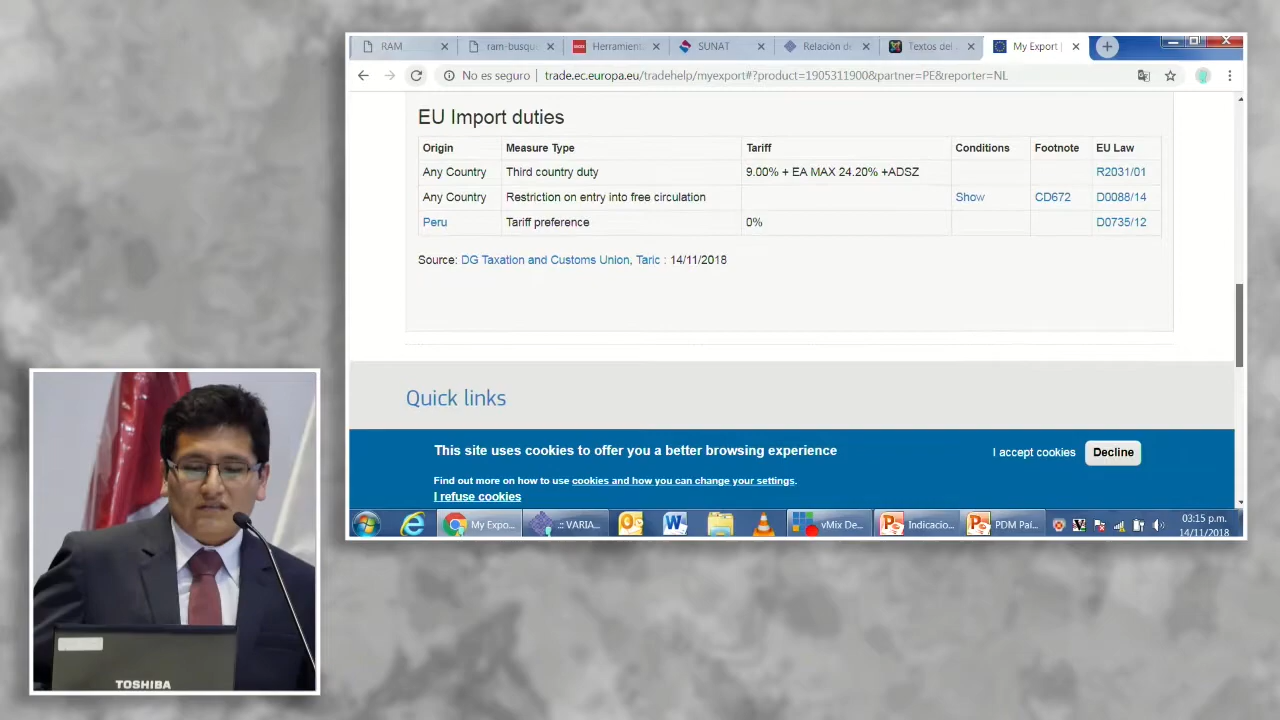 RAM
ram-busqu
Herramient
SUNAT
Relación de
Textos del
My Export
No es seguro | trade.ec.europa.eu/tradehelp/myexport#?product=1905311900&partner=PE&reporter=NL
EU Import duties
Origin Measure Type Tariff Conditions Footnote EU Law
Any Country Third country duty 9.00% + EA MAX 24.20% +ADSZ R2031/01
Any Country Restriction on entry into free circulation Show CD672 D0088/14
Peru Tariff preference 0% D0735/12
Source: DG Taxation and Customs Union, Taric : 14/11/2018
Quick links
This site uses cookies to offer you a better browsing experience
I accept cookies Decline
Find out more on how to use cookies and how you can change your settings.
I refuse cookies
My Expo...
.:: VARIA...
vMix De...
Indicacio...
PDM Paí...
03:15 p.m.
14/11/2018
TOSHIBA